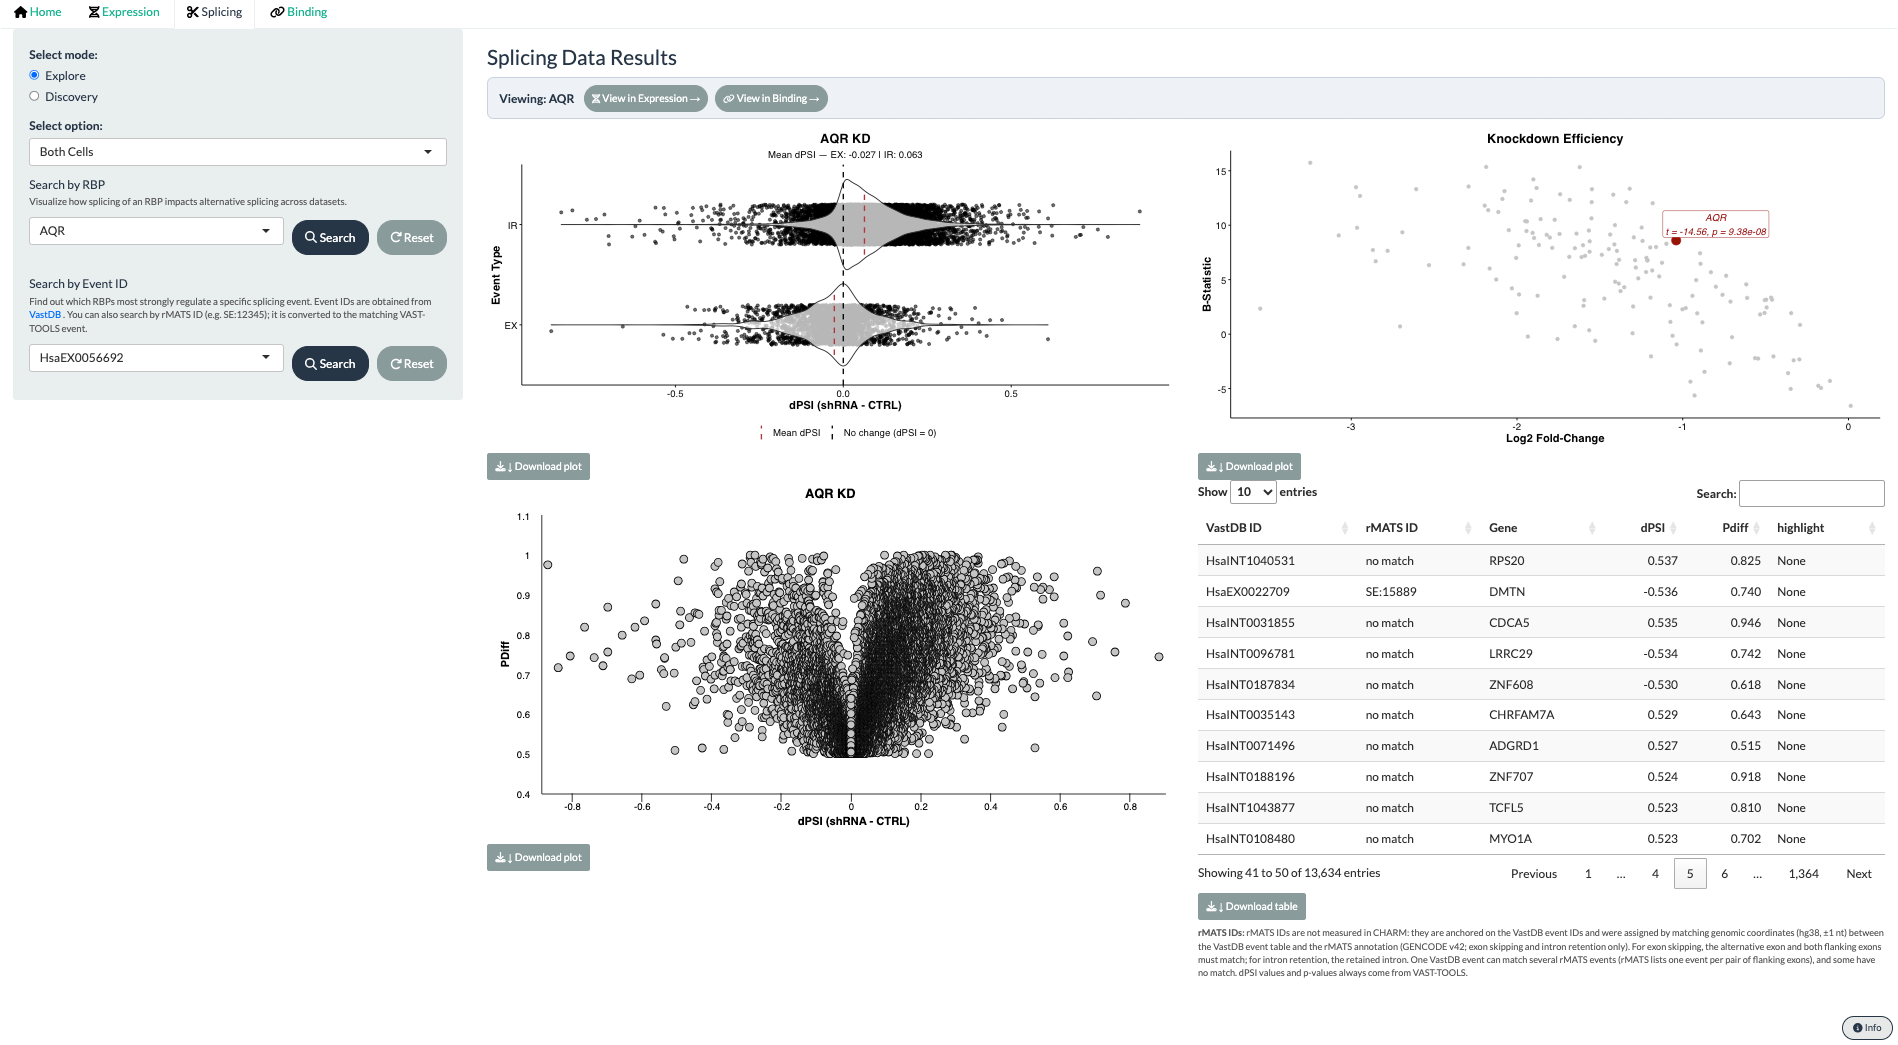 Home Expression Splicing Binding
Select mode:
Explore
Discovery
Select option:
Both Cells
Search by RBP
Visualize how splicing of an RBP impacts alternative splicing across datasets.
AQR Search Reset
Search by Event ID
Find out which RBPs most strongly regulate a specific splicing event. Event IDs are obtained from
VastDB . You can also search by rMATS ID (e.g. SE:12345); it is converted to the matching VAST-
TOOLS event.
HsaEX0056692 Search Reset
Splicing Data Results
Viewing: AQR View in Expression → View in Binding →
AQR KD
Mean dPSI — EX: -0.027 | IR: 0.063
Event Type
IR
EX
-0.5 0.0 0.5
dPSI (shRNA - CTRL)
Mean dPSI No change (dPSI = 0)
↓ Download plot
Knockdown Efficiency
B-Statistic
15
10
5
0
-5
AQR
t = -14.56, p = 9.38e-08
-3 -2 -1 0
Log2 Fold-Change
↓ Download plot
AQR KD
PDiff
1.1
1
0.9
0.8
0.7
0.6
0.5
0.4
-0.8 -0.6 -0.4 -0.2 0 0.2 0.4 0.6 0.8
dPSI (shRNA - CTRL)
↓ Download plot
Show 10 entries Search:
VastDB ID rMATS ID Gene dPSI Pdiff highlight
HsaINT1040531 no match RPS20 0.537 0.825 None
HsaEX0022709 SE:15889 DMTN -0.536 0.740 None
HsaINT0031855 no match CDCA5 0.535 0.946 None
HsaINT0096781 no match LRRC29 -0.534 0.742 None
HsaINT0187834 no match ZNF608 -0.530 0.618 None
HsaINT0035143 no match CHRFAM7A 0.529 0.643 None
HsaINT0071496 no match ADGRD1 0.527 0.515 None
HsaINT0188196 no match ZNF707 0.524 0.918 None
HsaINT1043877 no match TCFL5 0.523 0.810 None
HsaINT0108480 no match MYO1A 0.523 0.702 None
Showing 41 to 50 of 13,634 entries Previous 1 … 4 5 6 … 1,364 Next
↓ Download table
rMATS IDs: rMATS IDs are not measured in CHARM: they are anchored on the VastDB event IDs and were assigned by matching genomic coordinates (hg38, ±1 nt) between
the VastDB event table and the rMATS annotation (GENCODE v42; exon skipping and intron retention only). For exon skipping, the alternative exon and both flanking exons
must match; for intron retention, the retained intron. One VastDB event can match several rMATS events (rMATS lists one event per pair of flanking exons), and some have
no match. dPSI values and p-values always come from VAST-TOOLS.
Info